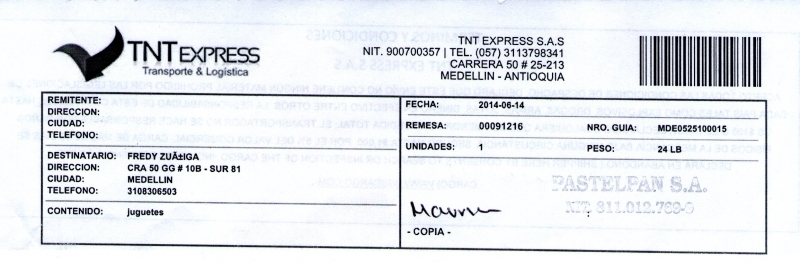 TNT EXPRESS
Transporte & Logistica
TNT EXPRESS S.A.S
NIT. 900700357 | TEL. (057) 3113798341
CARRERA 50 # 25-213
MEDELLIN - ANTIOQUIA
REMITENTE:
DIRECCION:
CIUDAD:
TELEFONO:
DESTINATARIO: FREDY ZUÃ±IGA
DIRECCION: CRA 50 GG # 10B - SUR 81
CIUDAD: MEDELLIN
TELEFONO: 3108306503
CONTENIDO: juguetes
FECHA: 2014-06-14
REMESA: 00091216 NRO. GUIA: MDE0525100015
UNIDADES: 1 PESO: 24 LB
PASTELPAN S.A.
NIT. 811.012.769-9
- COPIA -